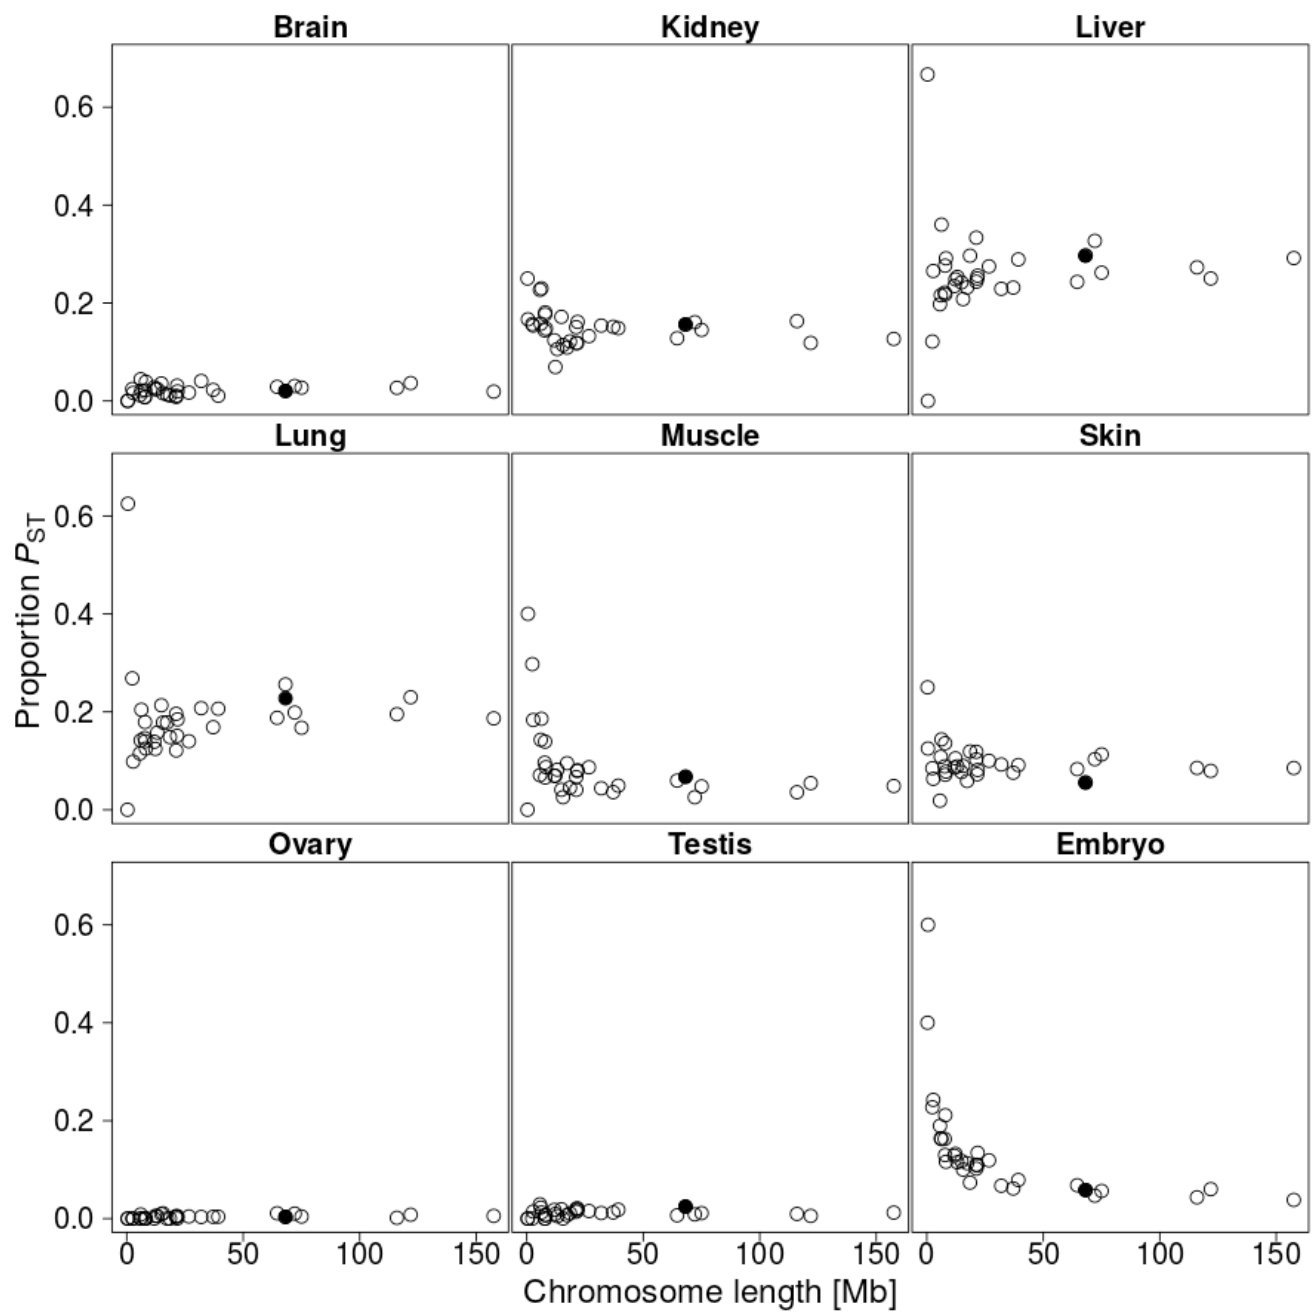 Brain Kidney Liver
0.6
0.4
0.2
0.0
Lung Muscle Skin
Proportion P_ST
0.6
0.4
0.2
0.0
Ovary Testis Embryo
0.6
0.4
0.2
0.0
0 50 100 150 0 50 100 150 0 50 100 150
Chromosome length [Mb]